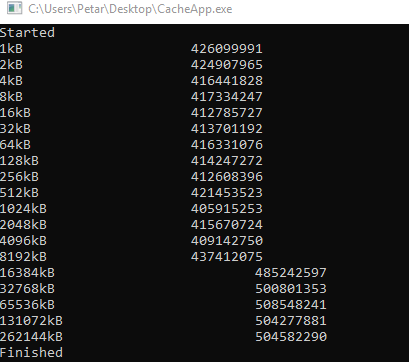 C:\Users\Petar\Desktop\CacheApp.exe
Started
1kB 426099991
2kB 424907965
4kB 416441828
8kB 417334247
16kB 412785727
32kB 413701192
64kB 416331076
128kB 414247272
256kB 412608396
512kB 421453523
1024kB 405915253
2048kB 415670724
4096kB 409142750
8192kB 437412075
16384kB 485242597
32768kB 500801353
65536kB 508548241
131072kB 504277881
262144kB 504582290
Finished